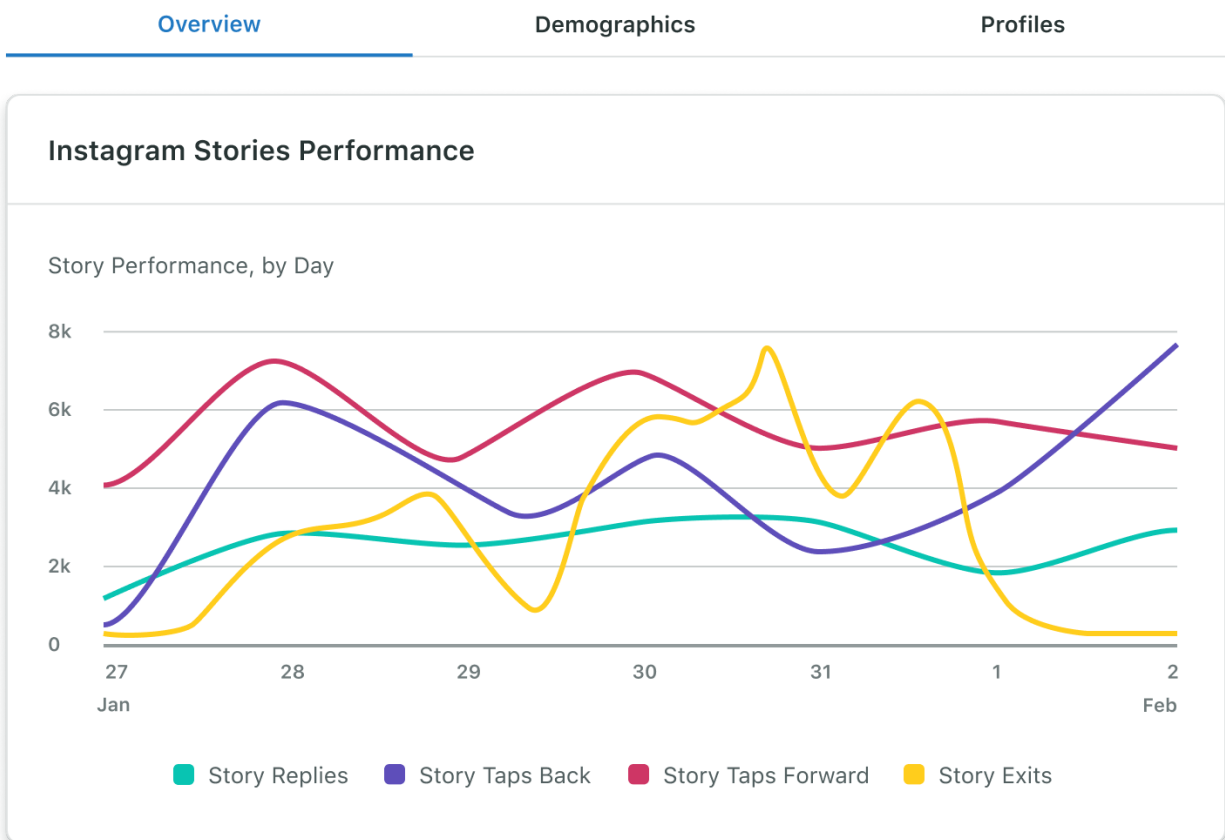 Overview Demographics Profiles
Instagram Stories Performance
Story Performance, by Day
8k
6k
4k
2k
0
27 28 29 30 31 1 2
Jan Feb
Story Replies Story Taps Back Story Taps Forward Story Exits